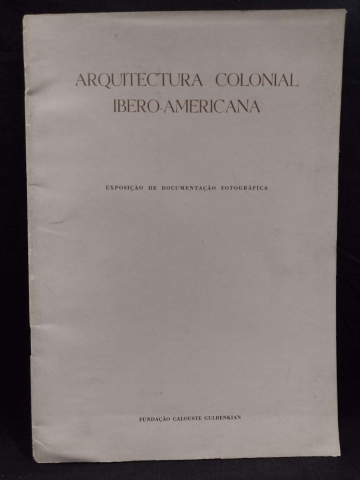 ARQUITECTURA COLONIAL
IBERO-AMERICANA
EXPOSIÇÃO DE DOCUMENTAÇÃO FOTOGRÁFICA
FUNDAÇÃO CALOUSTE GULBENKIAN